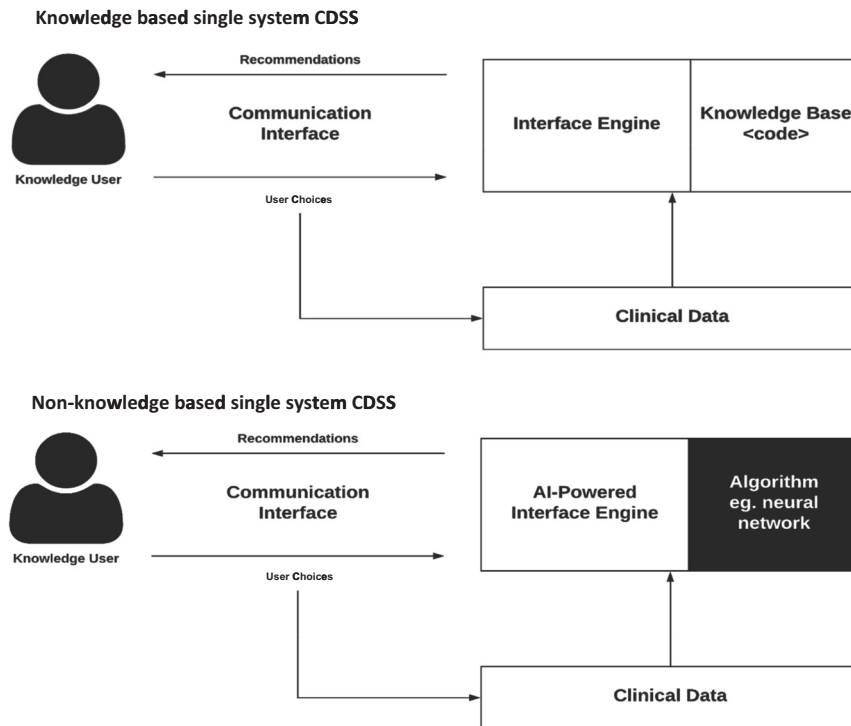 Knowledge based single system CDSS
Recommendations
Communication
Interface
Knowledge User
User Choices
Interface Engine
Knowledge Base
<code>
Clinical Data
Non-knowledge based single system CDSS
Recommendations
Communication
Interface
Knowledge User
User Choices
AI-Powered
Interface Engine
Algorithm
eg. neural
network
Clinical Data